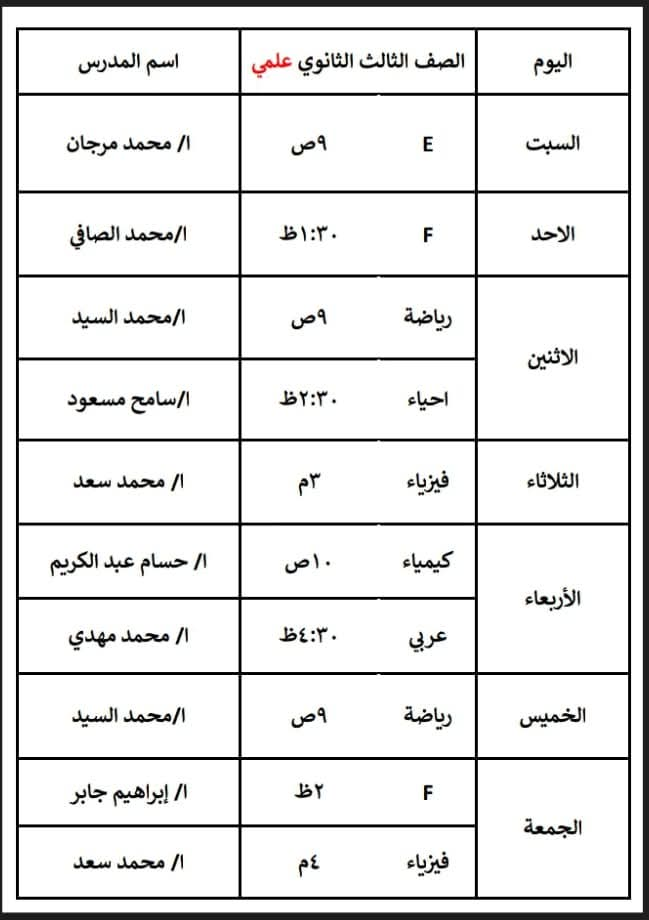 اليوم الصف الثالث الثانوي علمي اسم المدرس
السبت E ٩ص ا/ محمد مرجان
الاحد F ١:٣٠ظ ا/محمد الصافي
الاثنين
رياضة ٩ص ا/محمد السيد
احياء ٢:٣٠ظ ا/سامح مسعود
الثلاثاء فيزياء ٣م ا/ محمد سعد
الأربعاء
كيمياء ١٠ص ا/ حسام عبد الكريم
عربي ٤:٣٠ظ ا/ محمد مهدي
الخميس رياضة ٩ص ا/محمد السيد
الجمعة
F ٢ظ ا/ إبراهيم جابر
فيزياء ٤م ا/ محمد سعد